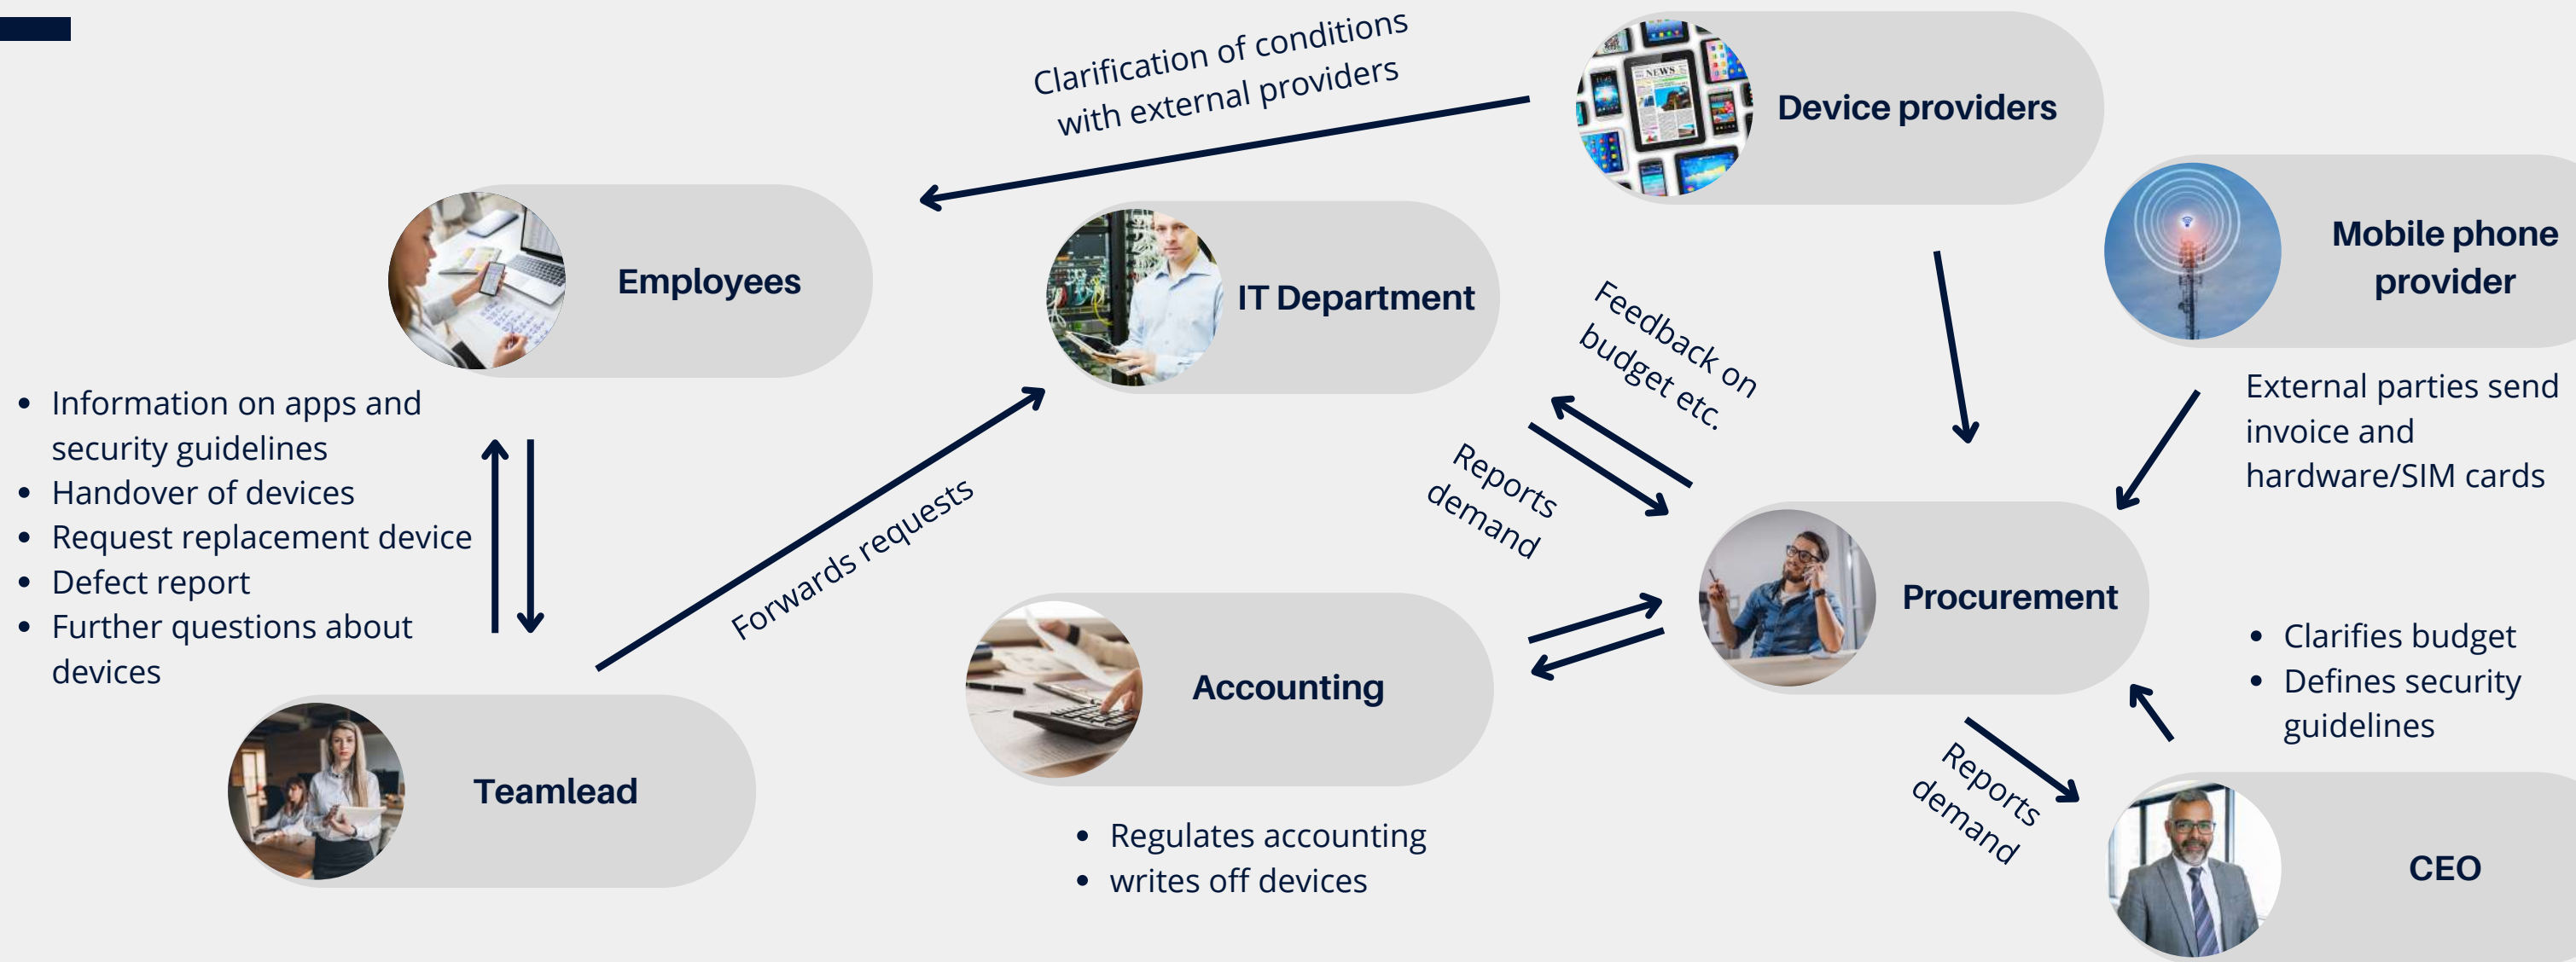 Clarification of conditions
with external providers
Device providers
Mobile phone
provider
Employees
IT Department
Feedback on
budget etc.
External parties send
invoice and
hardware/SIM cards
• Information on apps and
security guidelines
• Handover of devices
• Request replacement device
• Defect report
• Further questions about
devices
Forwards requests
Reports
demand
Procurement
Accounting
• Clarifies budget
• Defines security
guidelines
Teamlead
Reports
demand
• Regulates accounting
• writes off devices
CEO
NEWS